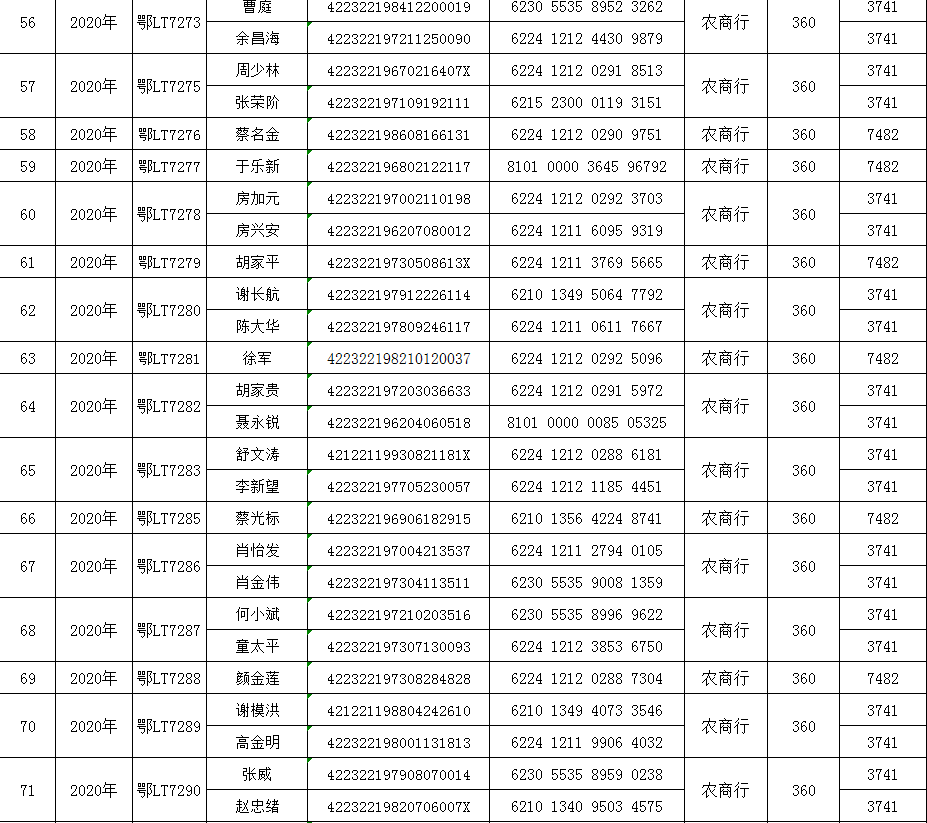 56 2020年 鄂LT7273 曹庭 422322198412200019 6230 5535 8952 3262 农商行 360 3741
余昌海 422322197211250090 6224 1212 4430 9879 3741
57 2020年 鄂LT7275 周少林 42232219670216407X 6224 1212 0291 8513 农商行 360 3741
张荣阶 422322197109192111 6215 2300 0119 3151 3741
58 2020年 鄂LT7276 蔡名金 422322198608166131 6224 1212 0290 9751 农商行 360 7482
59 2020年 鄂LT7277 于乐新 422322196802122117 8101 0000 3645 96792 农商行 360 7482
60 2020年 鄂LT7278 房加元 422322197002110198 6224 1212 0292 3703 农商行 360 3741
房兴安 422322196207080012 6224 1211 6095 9319 3741
61 2020年 鄂LT7279 胡家平 42232219730508613X 6224 1211 3769 5665 农商行 360 7482
62 2020年 鄂LT7280 谢长航 422322197912226114 6210 1349 5064 7792 农商行 360 3741
陈大华 422322197809246117 6224 1211 0611 7667 3741
63 2020年 鄂LT7281 徐军 422322198210120037 6224 1212 0292 5096 农商行 360 7482
64 2020年 鄂LT7282 胡家贵 422322197203036633 6224 1212 0291 5972 农商行 360 3741
聂永锐 422322196204060518 8101 0000 0085 05325 3741
65 2020年 鄂LT7283 舒文涛 42122119930821181X 6224 1212 0288 6181 农商行 360 3741
李新望 422322197705230057 6224 1212 1185 4451 3741
66 2020年 鄂LT7285 蔡光标 422322196906182915 6210 1356 4224 8741 农商行 360 7482
67 2020年 鄂LT7286 肖怡发 422322197004213537 6224 1211 2794 0105 农商行 360 3741
肖金伟 422322197304113511 6230 5535 9008 1359 3741
68 2020年 鄂LT7287 何小斌 422322197210203516 6230 5535 8996 9622 农商行 360 3741
童太平 422322197307130093 6224 1212 3853 6750 3741
69 2020年 鄂LT7288 颜金莲 422322197308284828 6224 1212 0288 7304 农商行 360 7482
70 2020年 鄂LT7289 谢模洪 421221198804242610 6210 1349 4073 3546 农商行 360 3741
高金明 422322198001131813 6224 1211 9906 4032 3741
71 2020年 鄂LT7290 张威 422322197908070014 6230 5535 8959 0238 农商行 360 3741
赵忠绪 42232219820706007X 6210 1340 9503 4575 3741